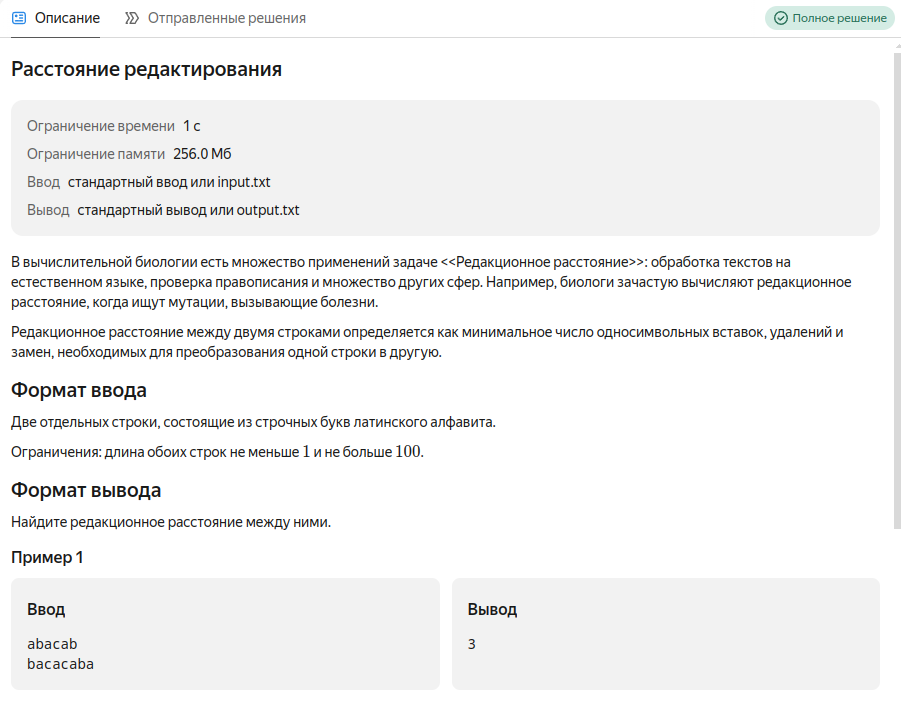 Описание
Отправленные решения
Полное решение
Расстояние редактирования
Ограничение времени 1 с
Ограничение памяти 256.0 Мб
Ввод стандартный ввод или input.txt
Вывод стандартный вывод или output.txt
В вычислительной биологии есть множество применений задаче <<Редакционное расстояние>>: обработка текстов на
естественном языке, проверка правописания и множество других сфер. Например, биологи зачастую вычисляют редакционное
расстояние, когда ищут мутации, вызывающие болезни.
Редакционное расстояние между двумя строками определяется как минимальное число односимвольных вставок, удалений и
замен, необходимых для преобразования одной строки в другую.
Формат ввода
Две отдельных строки, состоящие из строчных букв латинского алфавита.
Ограничения: длина обоих строк не меньше 1 и не больше 100.
Формат вывода
Найдите редакционное расстояние между ними.
Пример 1
Ввод
abacab
bacacaba
Вывод
3